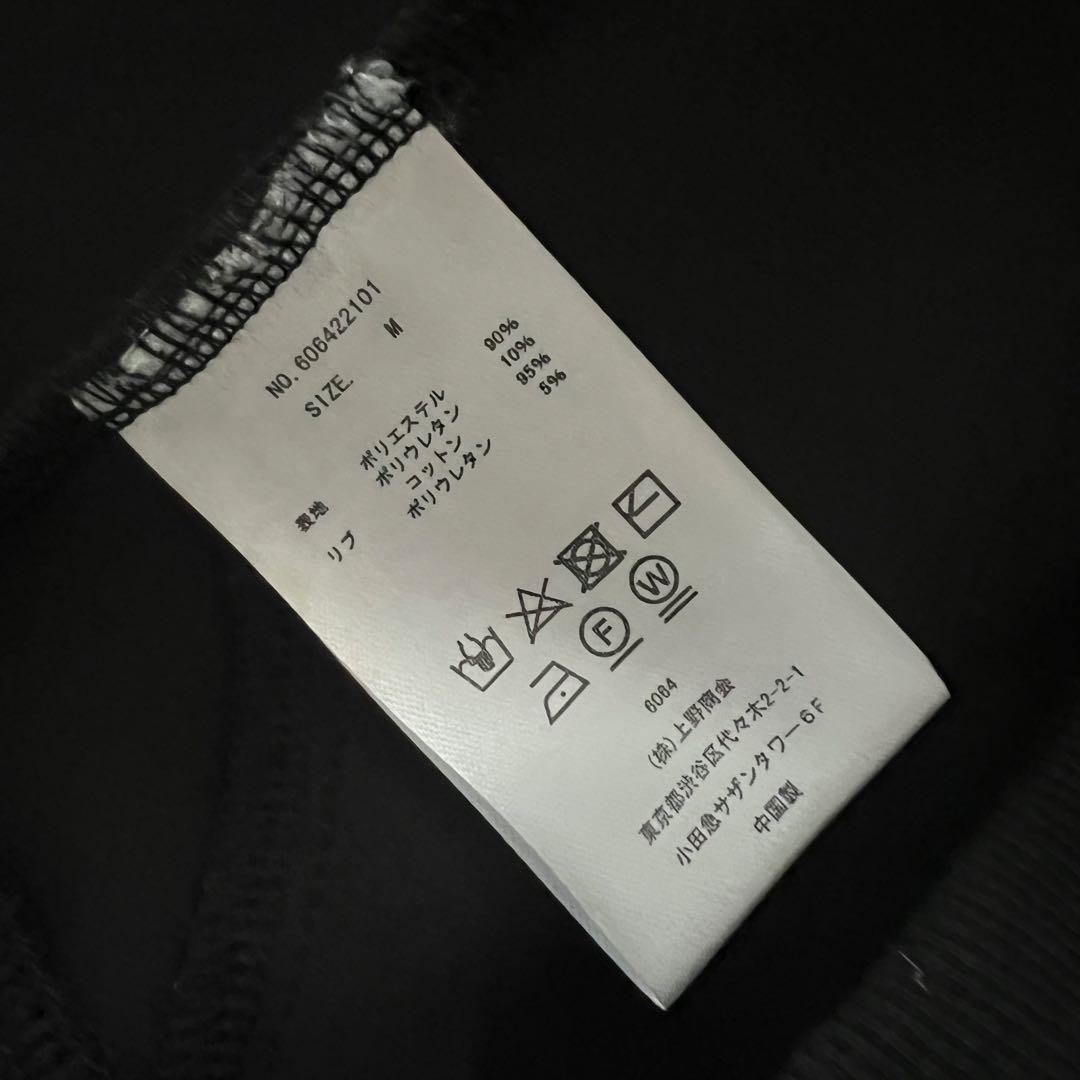 NO. 606422101
SIZE. M
表地 ポリエステル 90%
ポリウレタン 10%
リブ コットン 95%
ポリウレタン 5%
F W
6064
(株)上野商会
東京都渋谷区代々木2-2-1
小田急サザンタワー6F
中国製